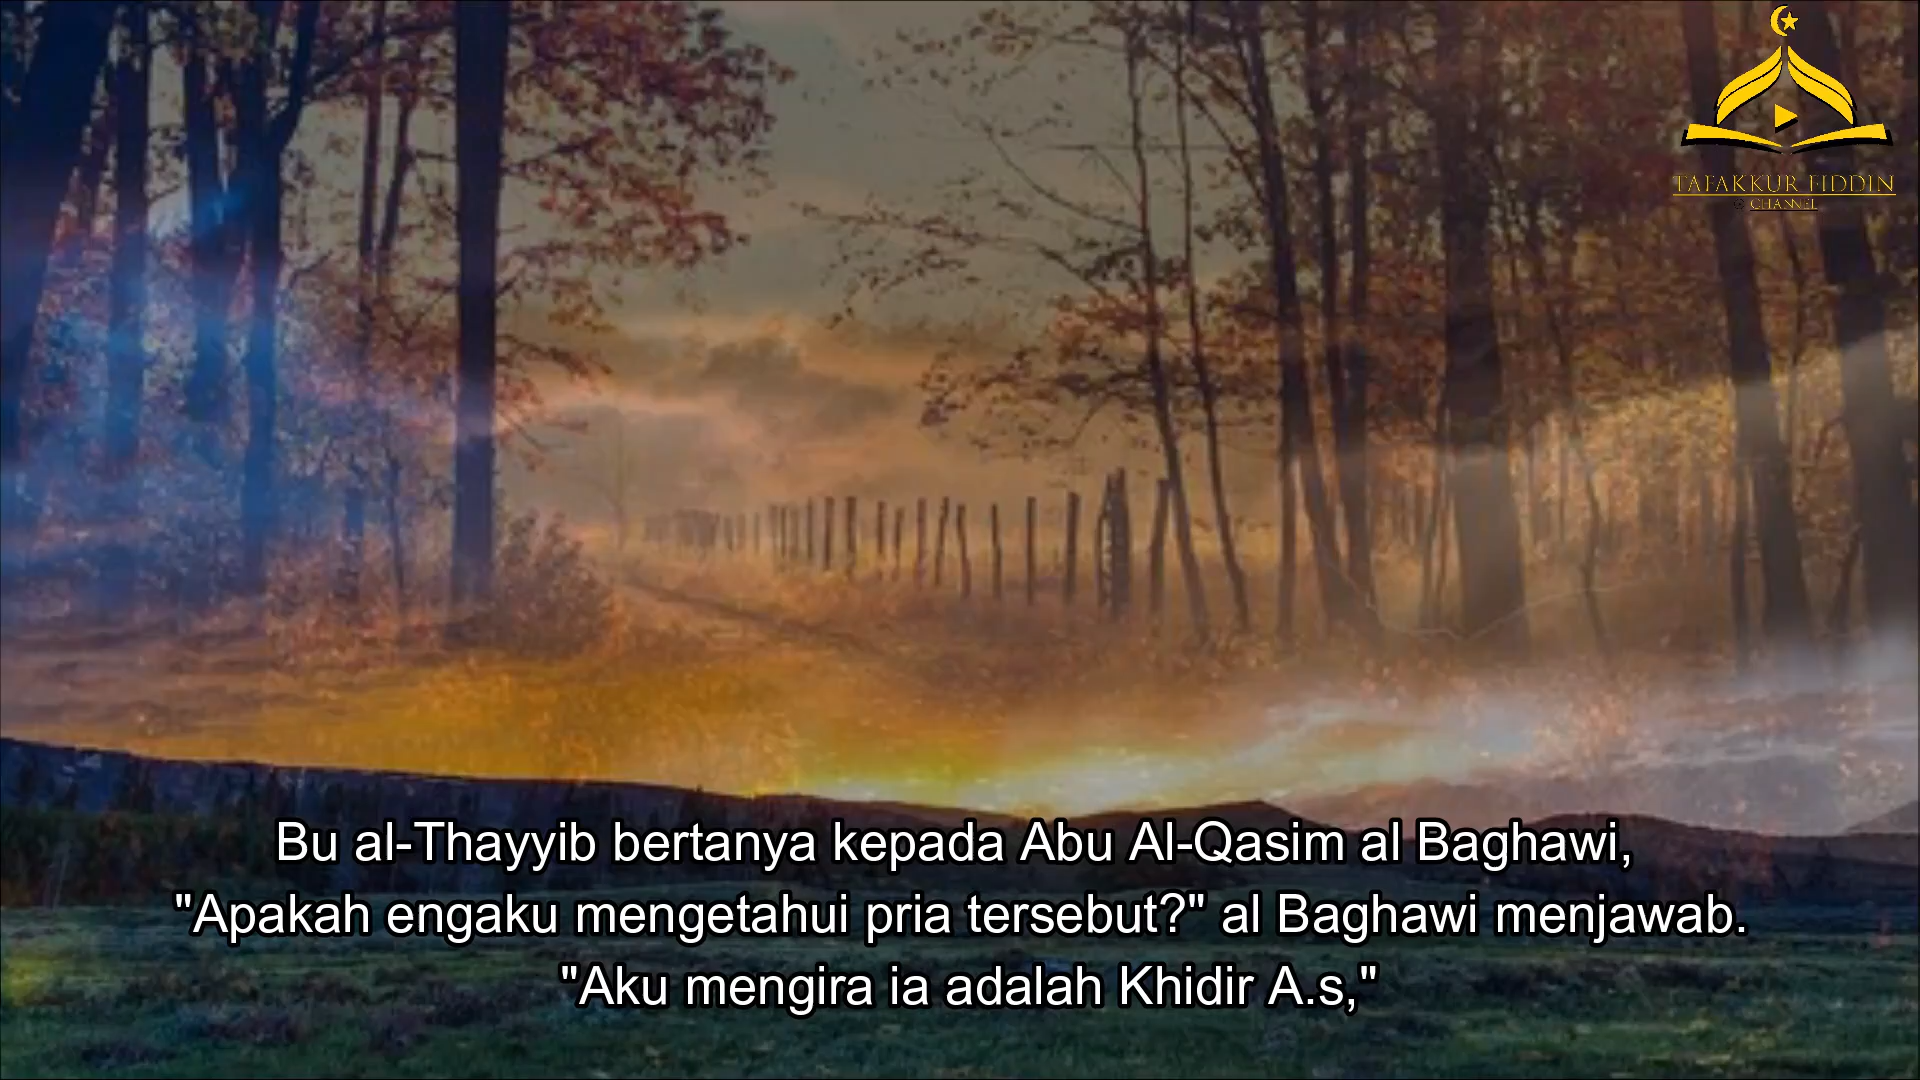 TAFAKKUR FIDDIN
CHANNEL
Bu al-Thayyib bertanya kepada Abu Al-Qasim al Baghawi,
"Apakah engaku mengetahui pria tersebut?" al Baghawi menjawab.
"Aku mengira ia adalah Khidir A.s,"